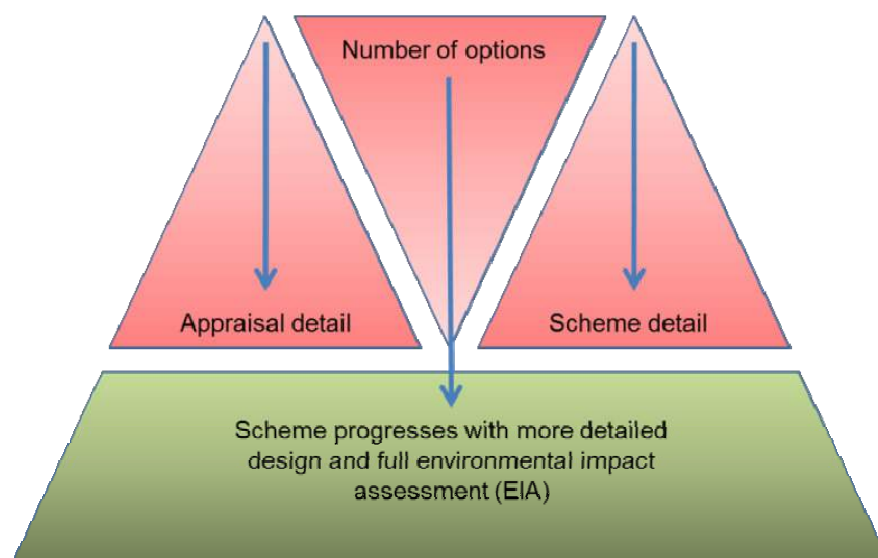 Number of options
Appraisal detail
Scheme detail
Scheme progresses with more detailed
design and full environmental impact
assessment (EIA)